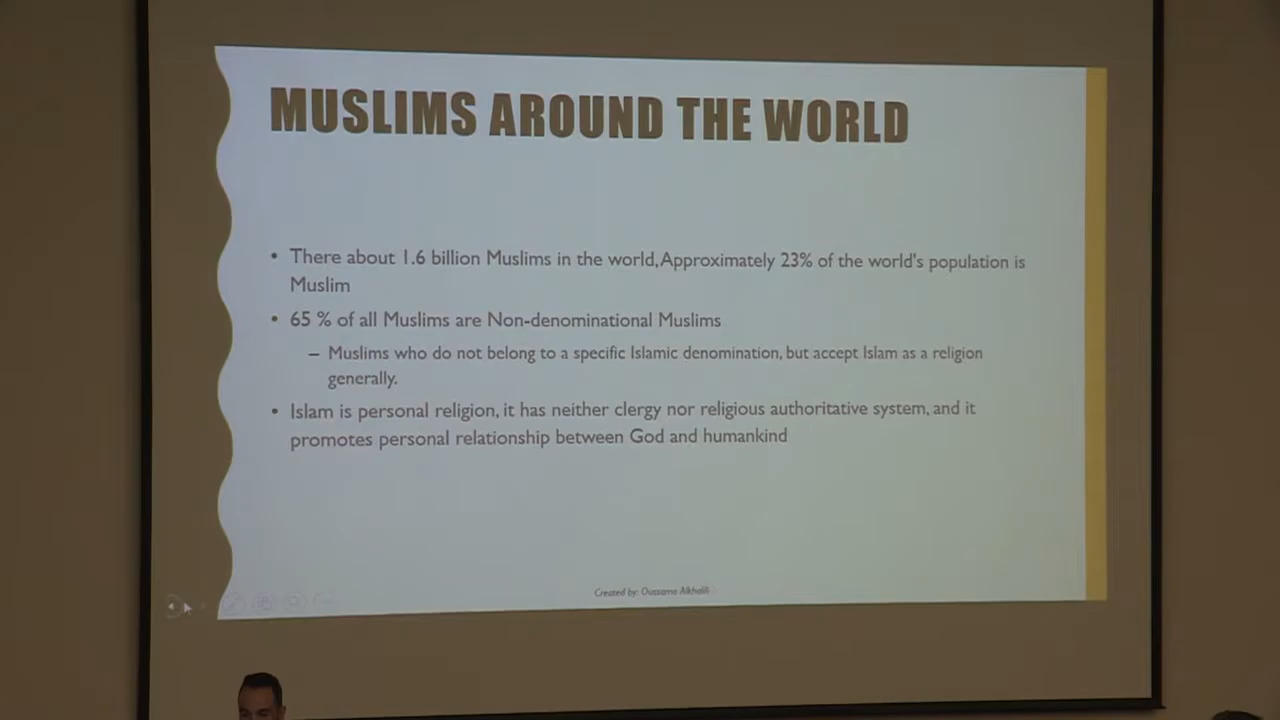 MUSLIMS AROUND THE WORLD
• There about 1.6 billion Muslims in the world, Approximately 23% of the world's population is
Muslim
• 65 % of all Muslims are Non-denominational Muslims
– Muslims who do not belong to a specific Islamic denomination, but accept Islam as a religion
generally.
• Islam is personal religion, it has neither clergy nor religious authoritative system, and it
promotes personal relationship between God and humankind
Created by: Oussama Alkhalili